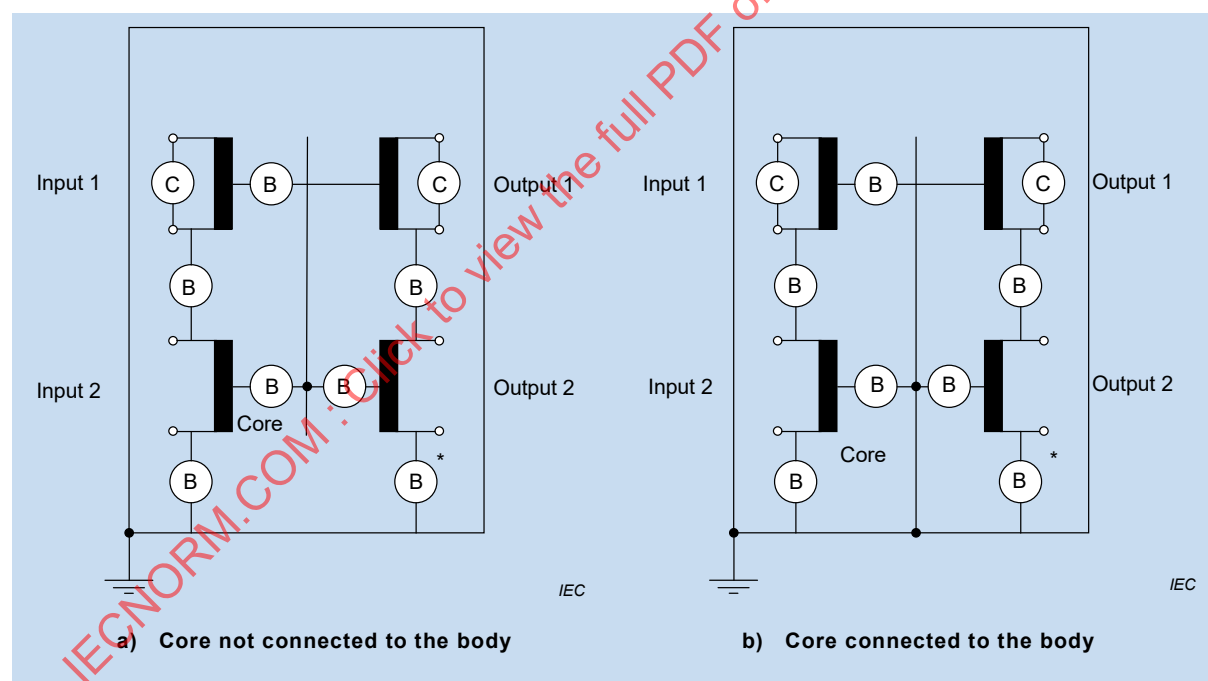 Input 1
C
B
C
Output 1
B
B
Input 2
B
B
Output 2
Core
B
B
*
IEC
a) Core not connected to the body
Input 1
C
B
C
Output 1
B
B
Input 2
B
B
Output 2
Core
B
B
*
IEC
b) Core connected to the body
IECNORM.COM : Click to view the full PDF of